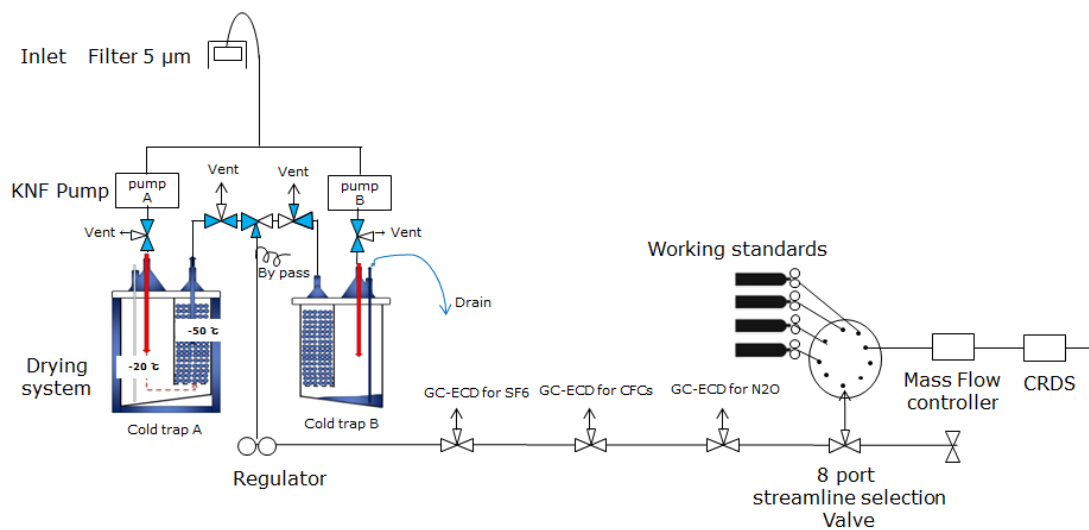 Inlet Filter 5 μm
Vent
Vent
KNF Pump
pump
A
pump
B
Vent
Vent
By pass
Working standards
Drain
-50 ℃
-20 ℃
Drying
system
GC-ECD for SF6
GC-ECD for CFCs
GC-ECD for N2O
Mass Flow
controller
CRDS
Cold trap A
Cold trap B
Regulator
8 port
streamline selection
Valve